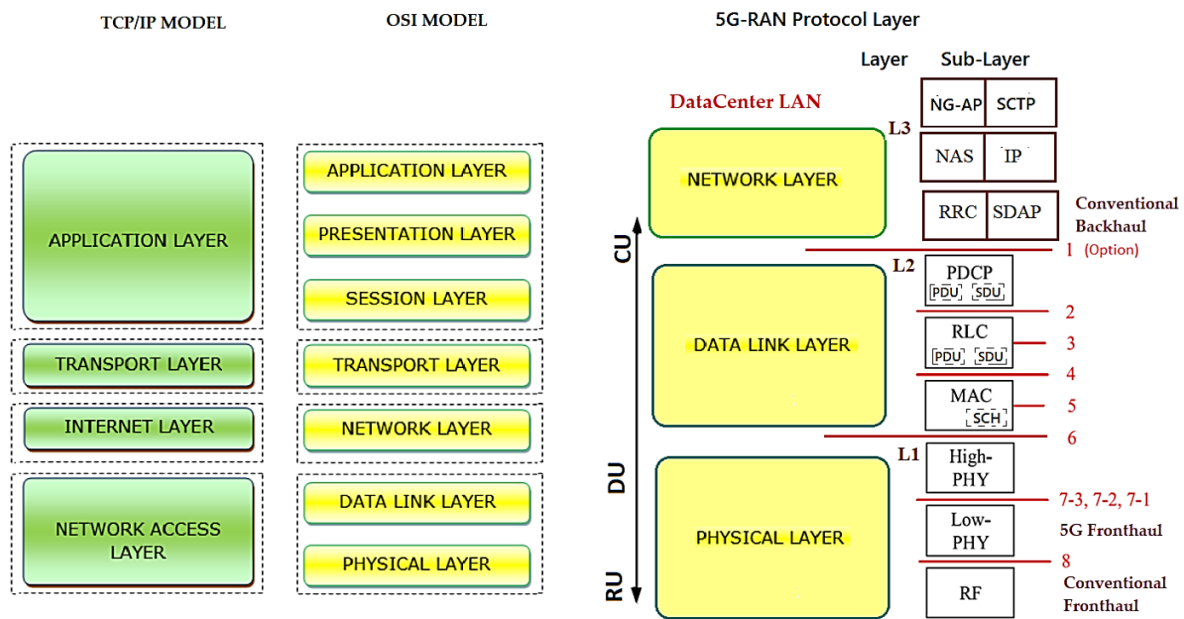 TCP/IP MODEL
APPLICATION LAYER
TRANSPORT LAYER
INTERNET LAYER
NETWORK ACCESS
LAYER
OSI MODEL
APPLICATION LAYER
PRESENTATION LAYER
SESSION LAYER
TRANSPORT LAYER
NETWORK LAYER
DATA LINK LAYER
PHYSICAL LAYER
5G-RAN Protocol Layer
Layer Sub-Layer
DataCenter LAN
CU
DU
RU
NETWORK LAYER
DATA LINK LAYER
PHYSICAL LAYER
L3
NG-AP SCTP
NAS IP
RRC SDAP
Conventional
Backhaul
1 (Option)
L2
PDCP
PDU SDU
2
RLC
PDU SDU
3
4
MAC
SCH
5
6
L1
High-
PHY
7-3, 7-2, 7-1
Low-
PHY
5G Fronthaul
8
RF
Conventional
Fronthaul